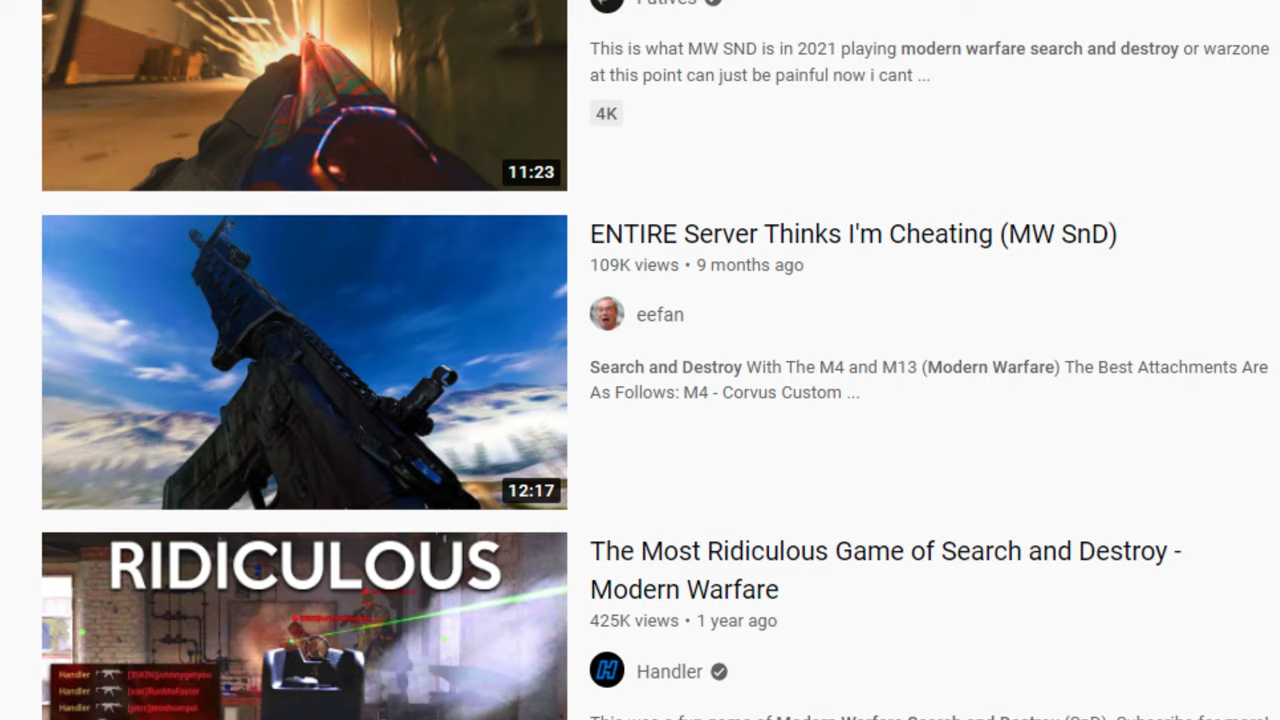 This is what MW SND is in 2021 playing modern warfare search and destroy or warzone
at this point can just be painful now i cant ...
4K
11:23
ENTIRE Server Thinks I'm Cheating (MW SnD)
109K views • 9 months ago
eefan
Search and Destroy With The M4 and M13 (Modern Warfare) The Best Attachments Are
As Follows: M4 - Corvus Custom ...
12:17
RIDICULOUS
Handler
Handler
Handler
The Most Ridiculous Game of Search and Destroy -
Modern Warfare
425K views • 1 year ago
Handler